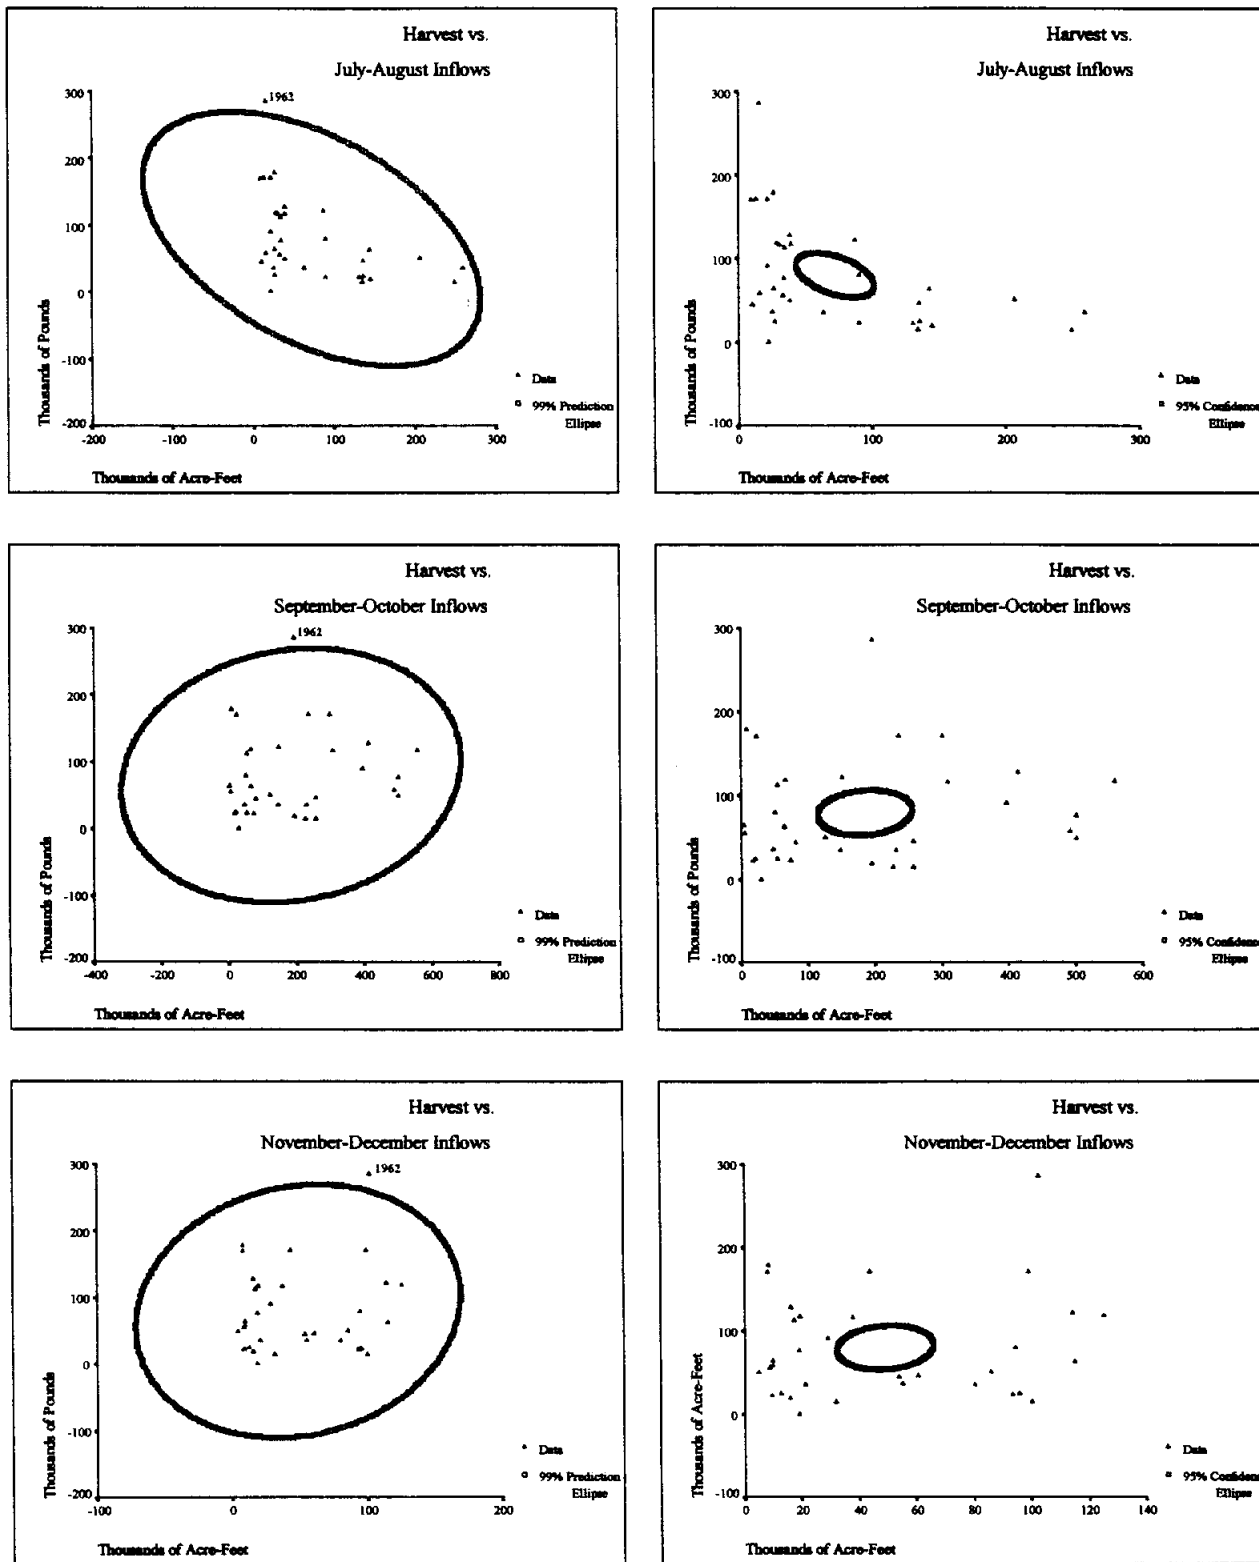 Harvest vs.
July-August Inflows
300
1962
200
100
0
-100
-200
-200
-100
0
100
200
300
Thousands of Pounds
Thousands of Acre-Feet
Data
99% Prediction
Ellipse
Harvest vs.
July-August Inflows
300
200
100
0
-100
0
100
200
300
Thousands of Pounds
Thousands of Acre-Feet
Data
95% Confidence
Ellipse
Harvest vs.
September-October Inflows
300
1962
200
100
0
-100
-200
-400
-200
0
200
400
600
800
Thousands of Pounds
Thousands of Acre-Feet
Data
99% Prediction
Ellipse
Harvest vs.
September-October Inflows
300
200
100
0
-100
0
100
200
300
400
500
600
Thousands of Pounds
Thousands of Acre-Feet
Data
95% Confidence
Ellipse
Harvest vs.
November-December Inflows
300
1962
200
100
0
-100
-200
-100
0
100
200
Thousands of Pounds
Thousands of Acre-Feet
Data
99% Prediction
Ellipse
Harvest vs.
November-December Inflows
300
200
100
0
-100
0
20
40
60
80
100
120
140
Thousands of Acre-Feet
Thousands of Acre-Feet
Data
95% Confidence
Ellipse